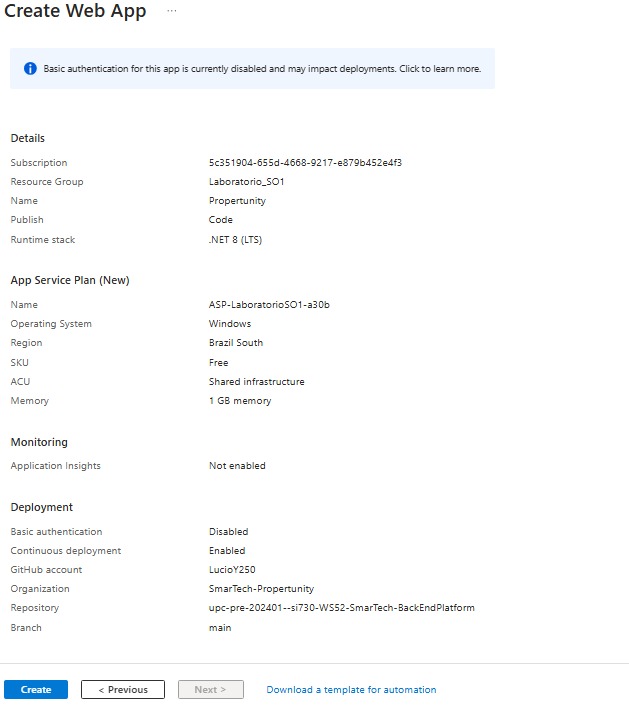 Create Web App ...
Basic authentication for this app is currently disabled and may impact deployments. Click to learn more.
Details
Subscription 5c351904-655d-4668-9217-e879b452e4f3
Resource Group Laboratorio_SO1
Name Propertunity
Publish Code
Runtime stack .NET 8 (LTS)
App Service Plan (New)
Name ASP-LaboratorioSO1-a30b
Operating System Windows
Region Brazil South
SKU Free
ACU Shared infrastructure
Memory 1 GB memory
Monitoring
Application Insights Not enabled
Deployment
Basic authentication Disabled
Continuous deployment Enabled
GitHub account LucioY250
Organization SmarTech-Propertunity
Repository upc-pre-202401--si730-WS52-SmarTech-BackEndPlatform
Branch main
Create < Previous Next > Download a template for automation